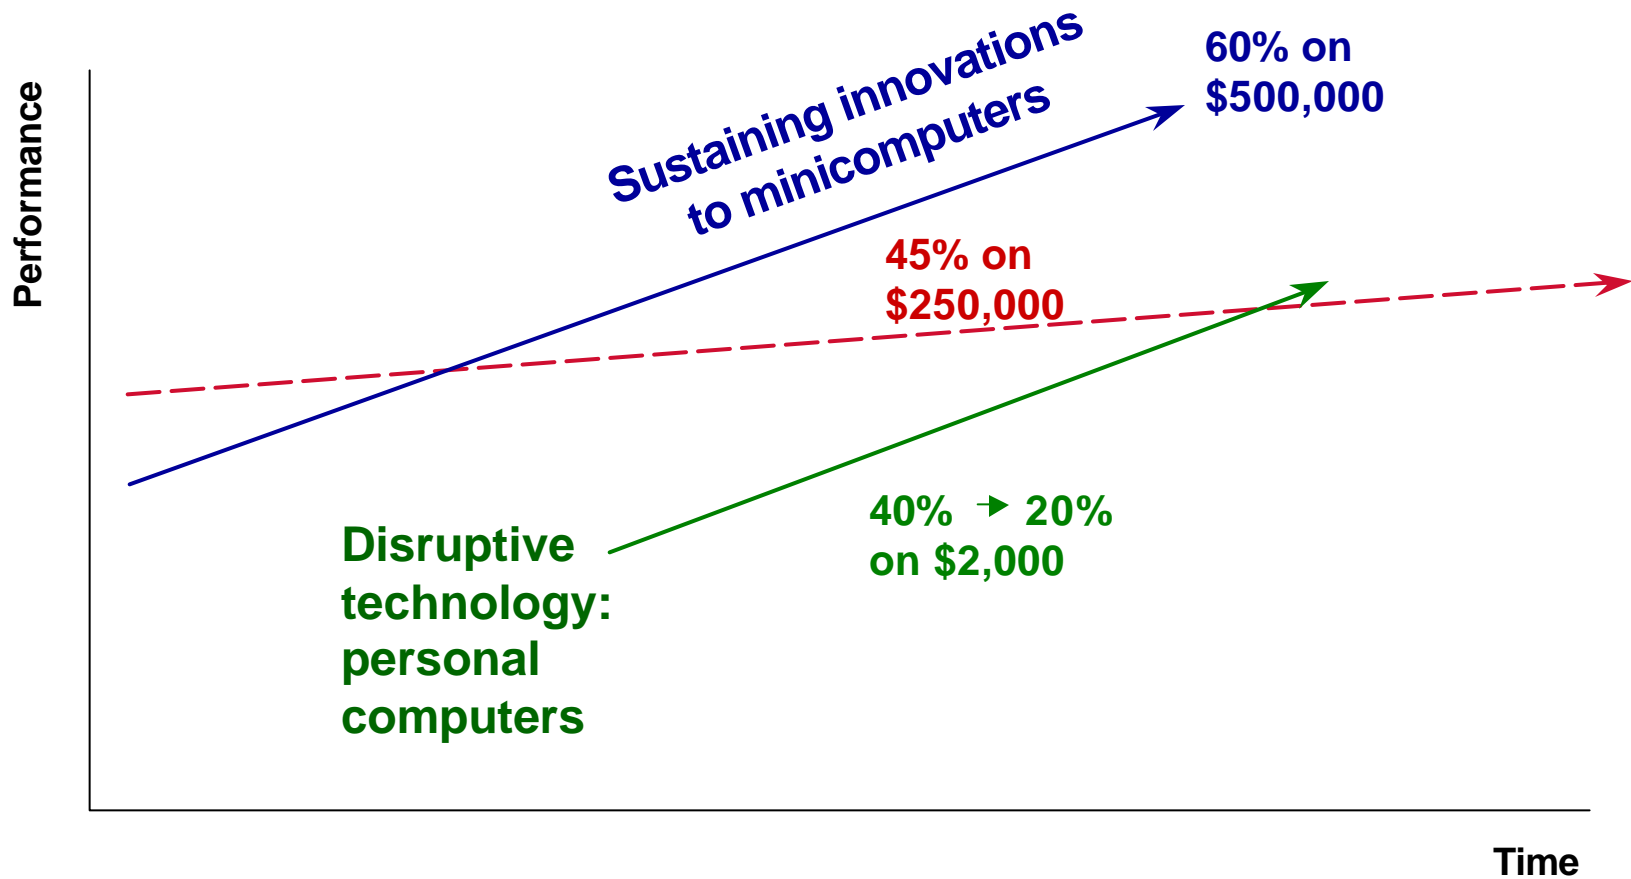 Performance
Sustaining innovations
to minicomputers
60% on
$500,000
45% on
$250,000
40% 20%
on $2,000
Disruptive
technology:
personal
computers
Time